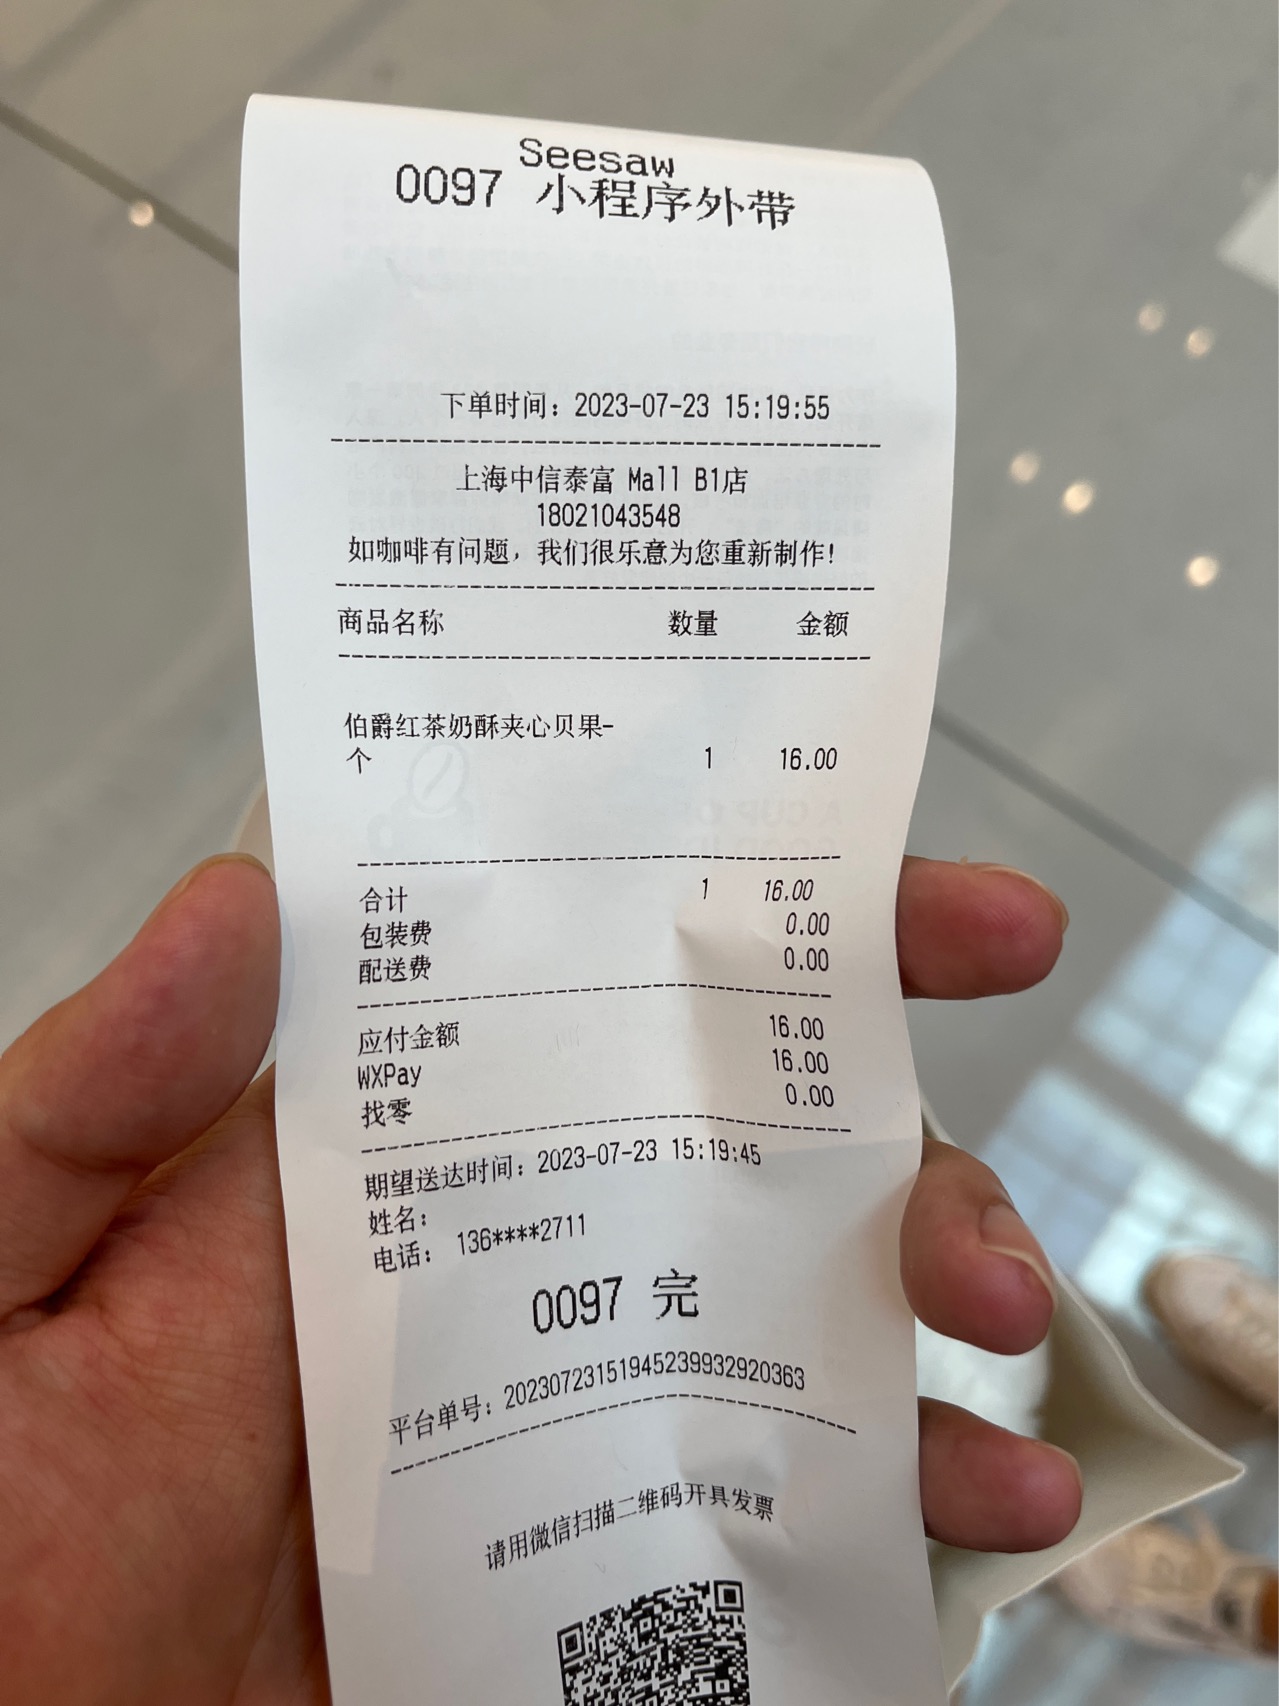 Seesaw
0097 小程序外带
下单时间：2023-07-23 15:19:55
上海中信泰富 Mall B1店
18021043548
如咖啡有问题，我们很乐意为您重新制作!
商品名称 数量 金额
伯爵红茶奶酥夹心贝果-
个 1 16.00
合计 1 16.00
包装费 0.00
配送费 0.00
应付金额 16.00
WXPay 16.00
找零 0.00
期望送达时间：2023-07-23 15:19:45
姓名：
电话： 136****2711
0097 完
平台单号：20230723151945239932920363
请用微信扫描二维码开具发票